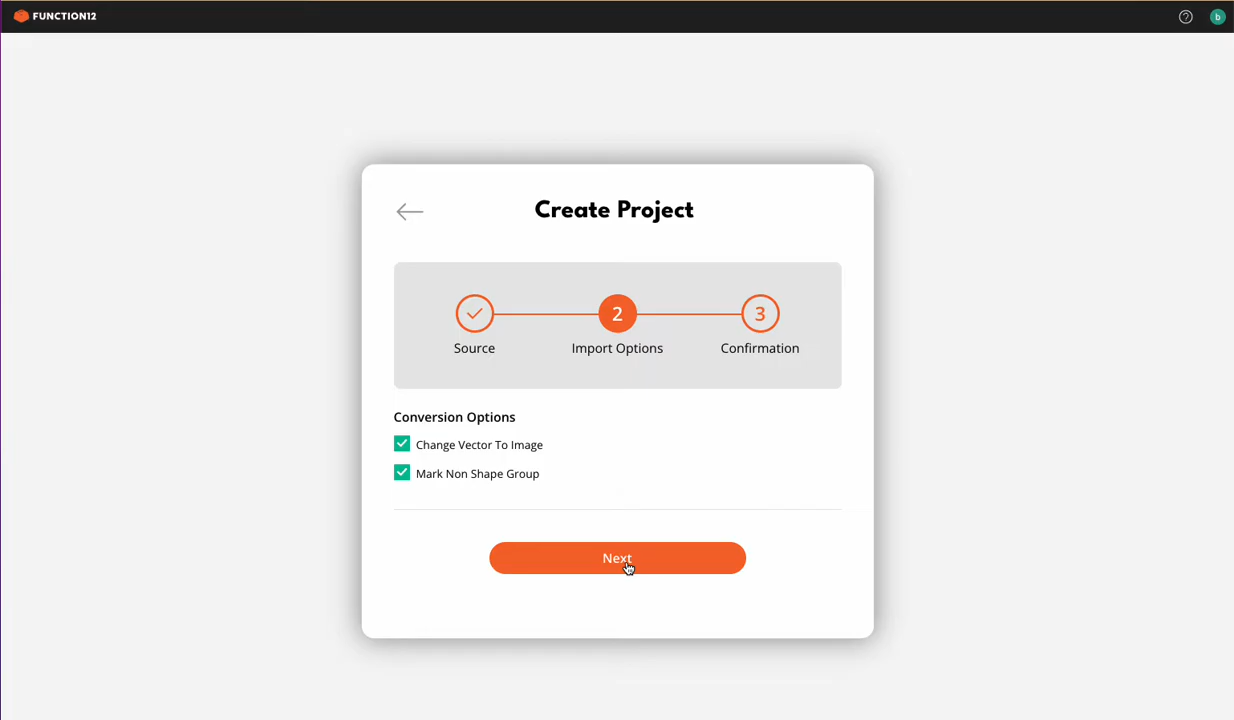 FUNCTION12
?
b
Create Project
2
3
Source
Import Options
Confirmation
Conversion Options
Change Vector To Image
Mark Non Shape Group
Next